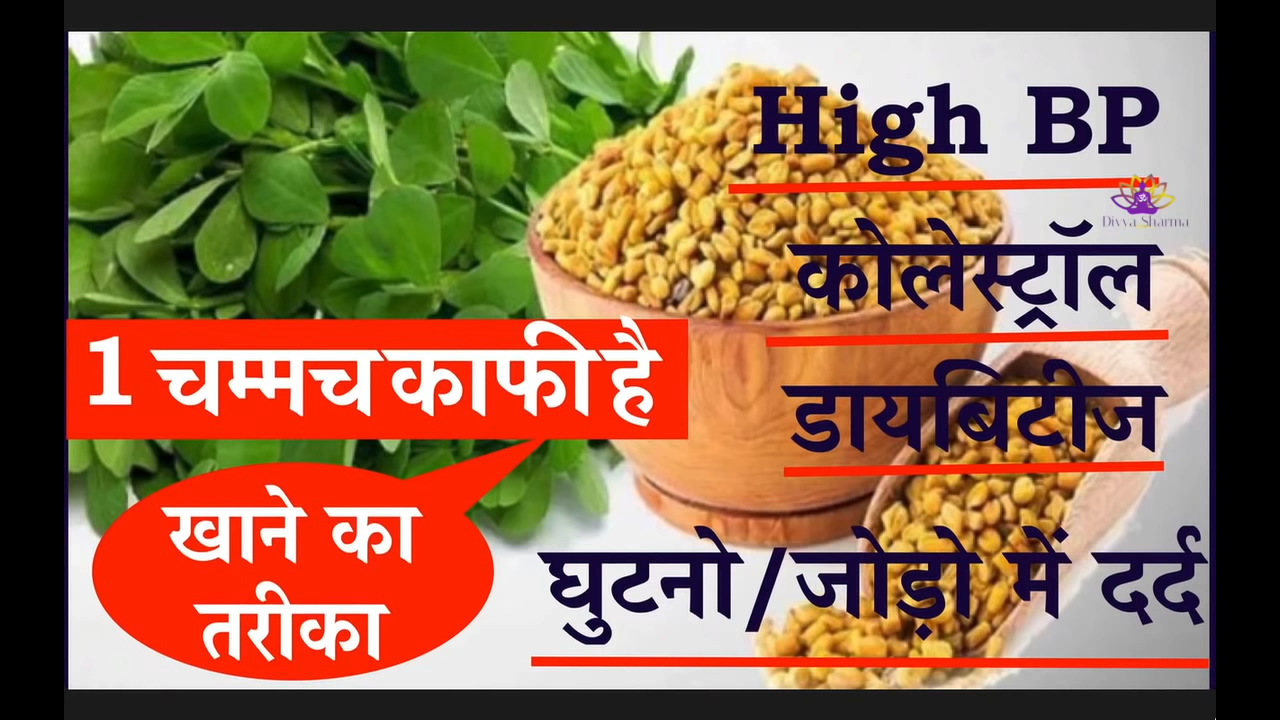 High BP
Divya Sharma
कोलेस्ट्रॉल
1 चम्मच काफी है
डायबिटीज
खाने का
तरीका
घुटनो/जोड़ो में दर्द